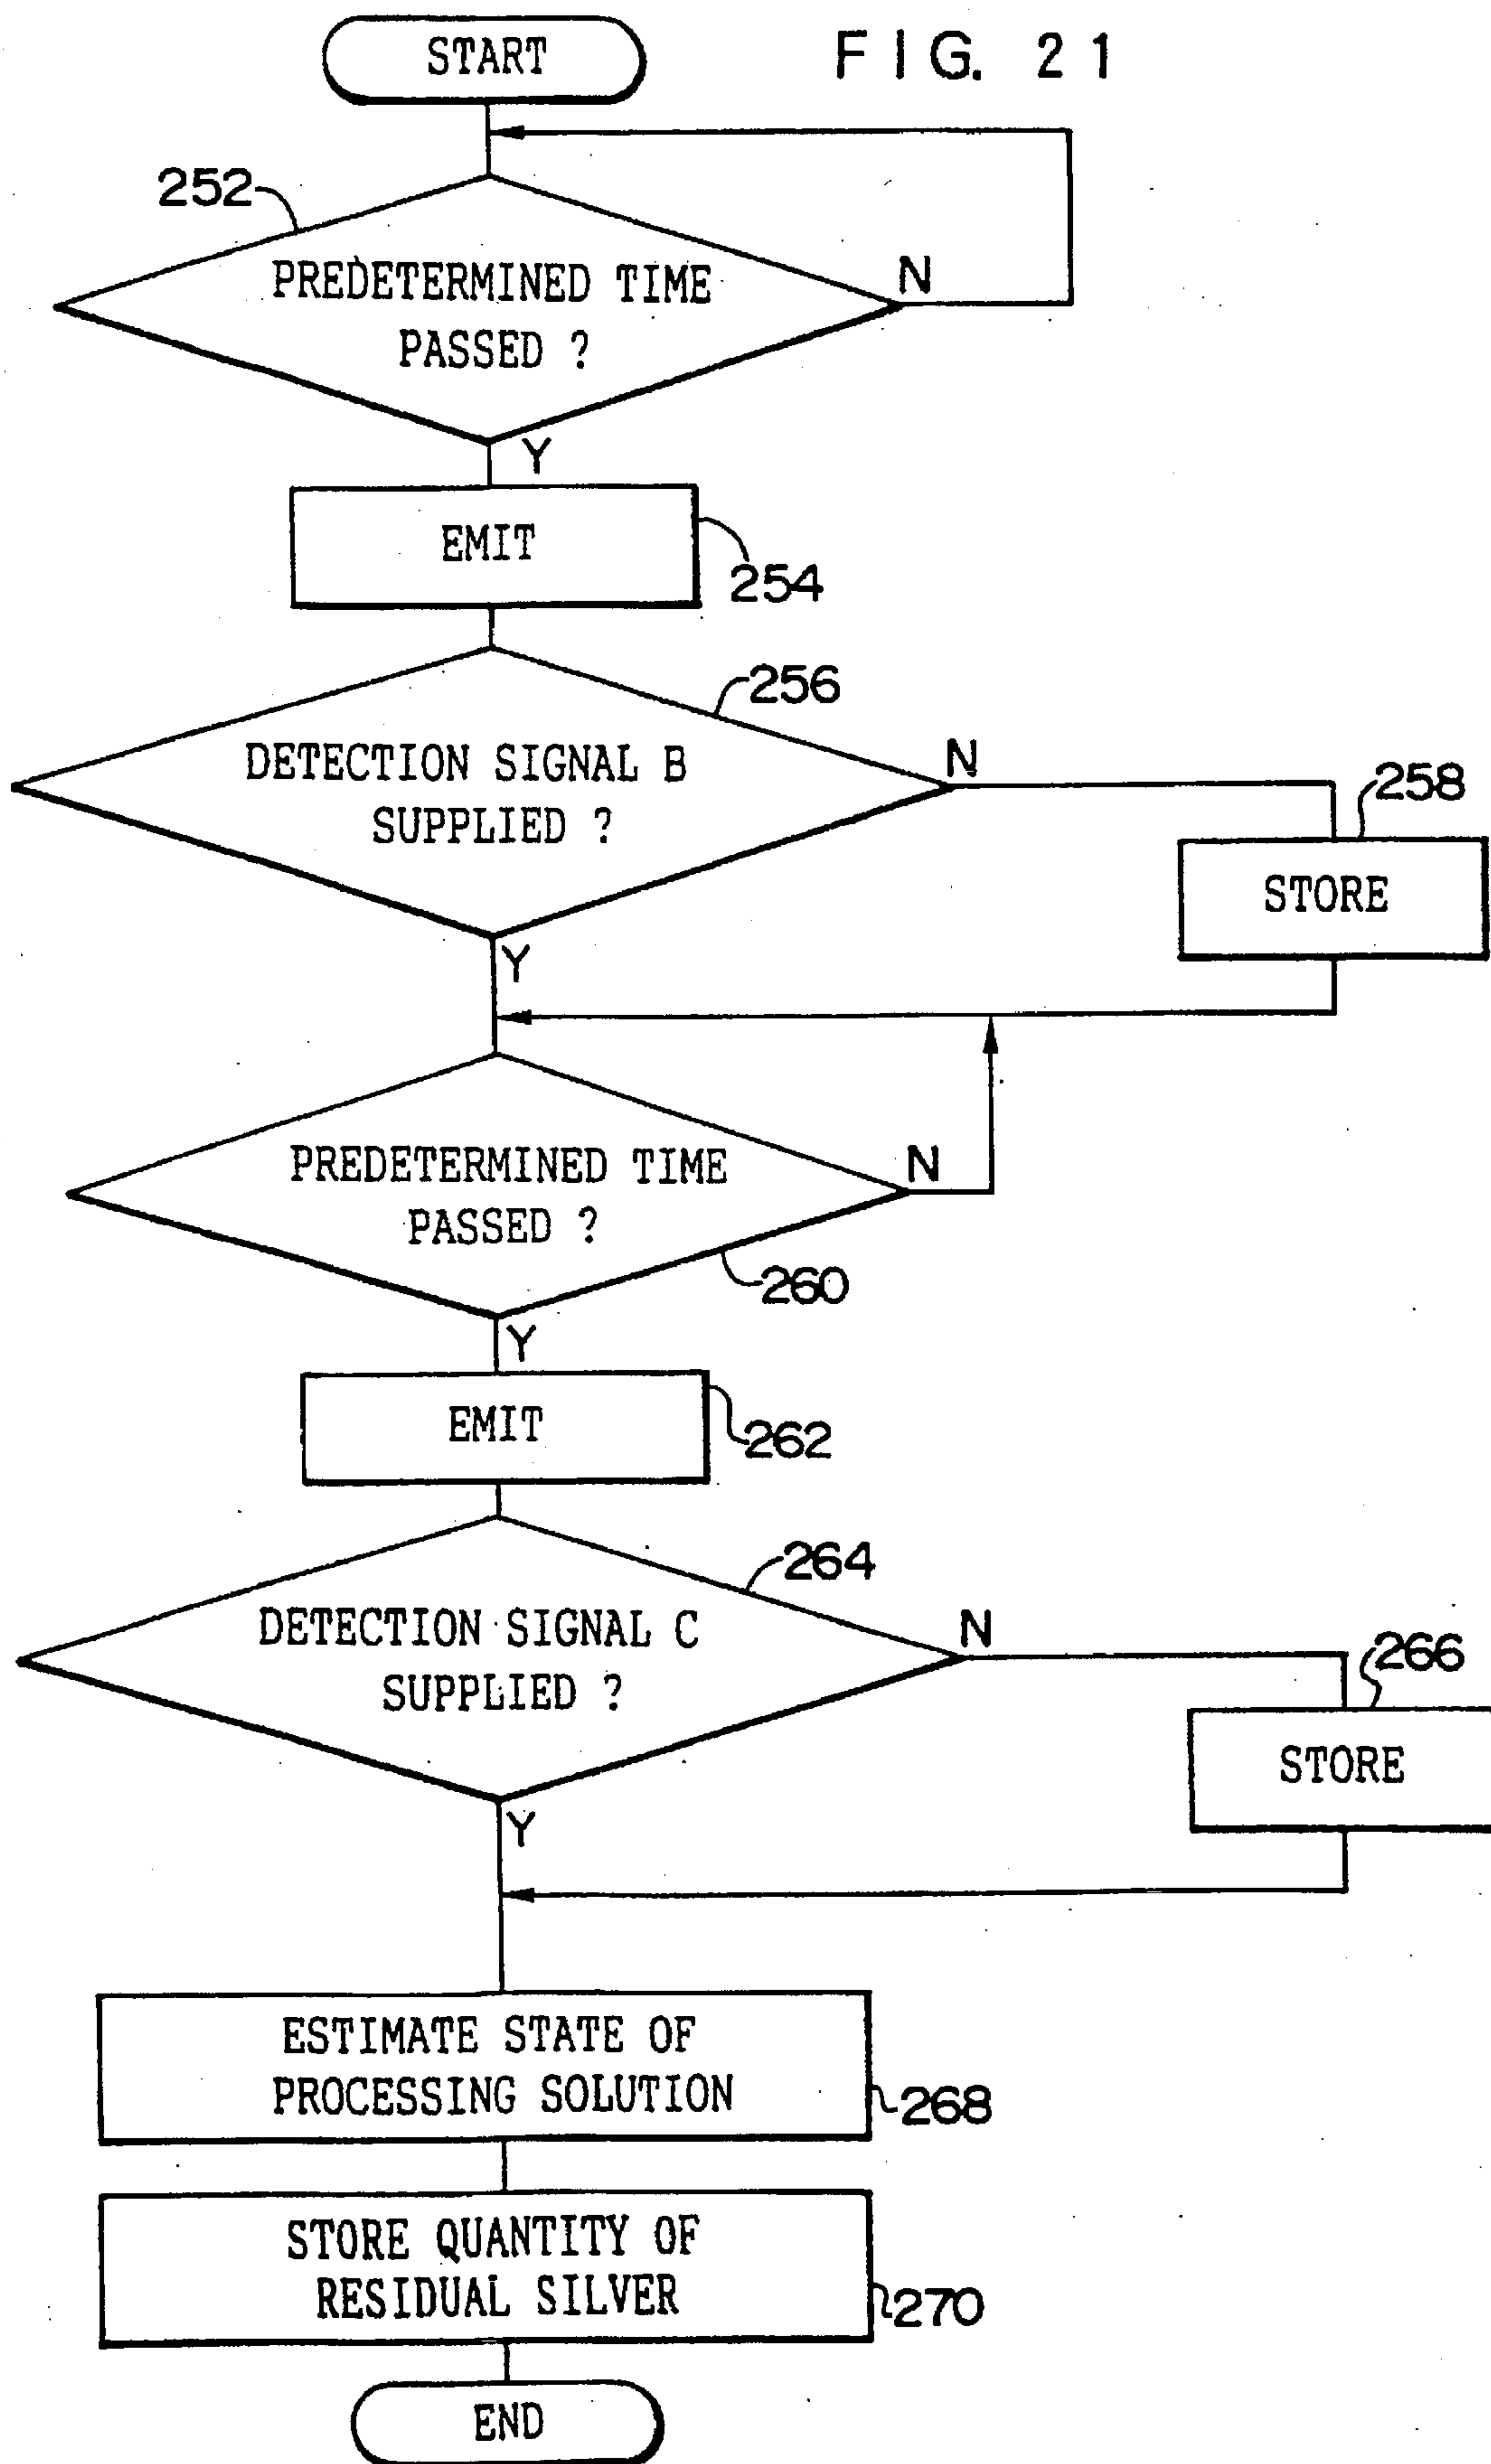 START
FIG. 21
252
PREDETERMINED TIME
PASSED ?
N
Y
EMIT
254
256
DETECTION SIGNAL B
SUPPLIED ?
N
258
STORE
Y
PREDETERMINED TIME
PASSED ?
N
260
Y
EMIT
262
264
DETECTION SIGNAL C
SUPPLIED ?
N
266
STORE
Y
ESTIMATE STATE OF
PROCESSING SOLUTION
268
STORE QUANTITY OF
RESIDUAL SILVER
270
END